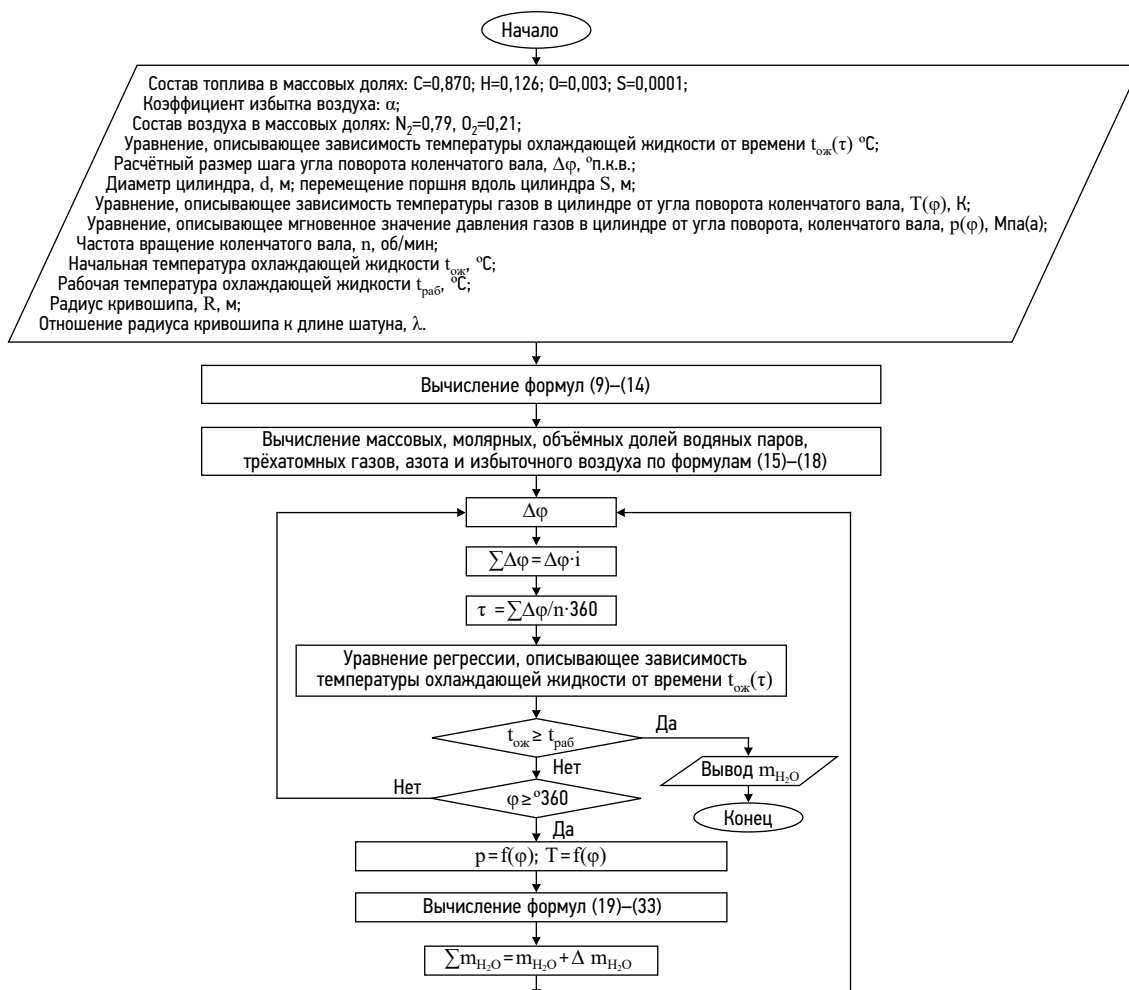 Начало
Состав топлива в массовых долях: C=0,870; H=0,126; O=0,003; S=0,0001;
Коэффициент избытка воздуха: α;
Состав воздуха в массовых долях: N₂=0,79, O₂=0,21;
Уравнение, описывающее зависимость температуры охлаждающей жидкости от времени tож(τ) ºC;
Расчётный размер шага угла поворота коленчатого вала, Δφ, ºп.к.в.;
Диаметр цилиндра, d, м; перемещение поршня вдоль цилиндра S, м;
Уравнение, описывающее зависимость температуры газов в цилиндре от угла поворота коленчатого вала, T(φ), К;
Уравнение, описывающее мгновенное значение давления газов в цилиндре от угла поворота, коленчатого вала, p(φ), Мпа(а);
Частота вращение коленчатого вала, n, об/мин;
Начальная температура охлаждающей жидкости tож, ºC;
Рабочая температура охлаждающей жидкости tраб, ºC;
Радиус кривошипа, R, м;
Отношение радиуса кривошипа к длине шатуна, λ.
Вычисление формул (9)–(14)
Вычисление массовых, молярных, объёмных долей водяных паров,
трёхатомных газов, азота и избыточного воздуха по формулам (15)–(18)
Δφ
∑Δφ=Δφ·i
τ =∑Δφ/n·360
Уравнение регрессии, описывающее зависимость
температуры охлаждающей жидкости от времени tож(τ)
tож ≥ tраб
Да
Вывод mH₂O
Конец
Нет
Нет
φ≥º360
Да
p=f(φ); T=f(φ)
Вычисление формул (19)–(33)
∑mH₂O=mH₂O+Δ mH₂O